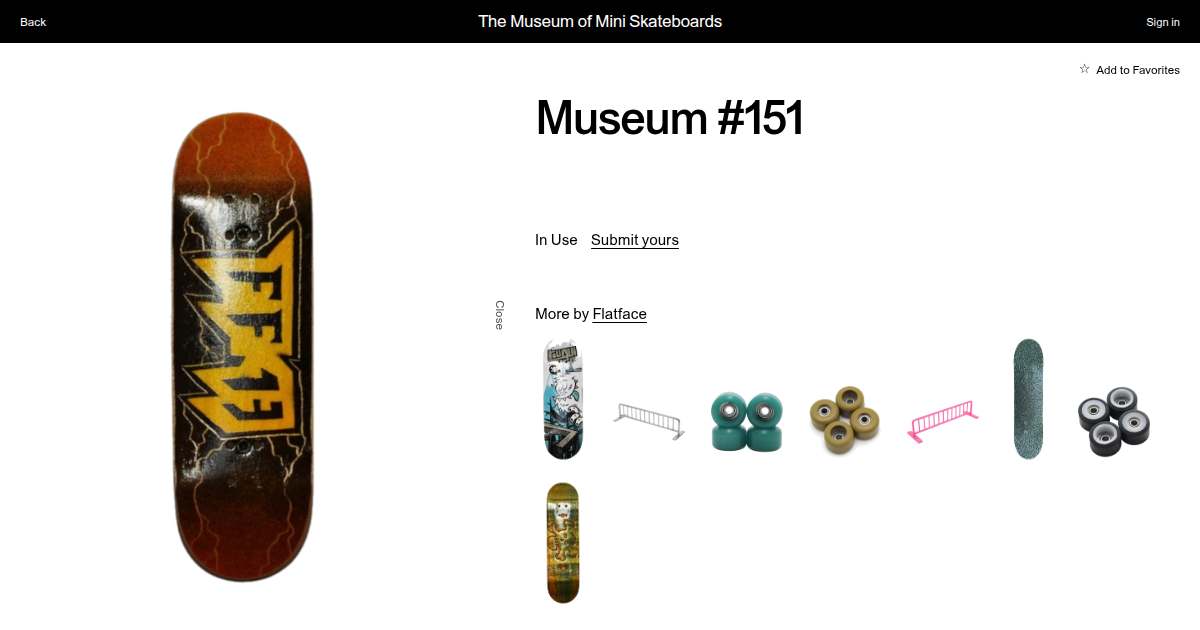 Back
The Museum of Mini Skateboards
Sign in
☆ Add to Favorites
Museum #151
In Use Submit yours
Close
More by Flatface